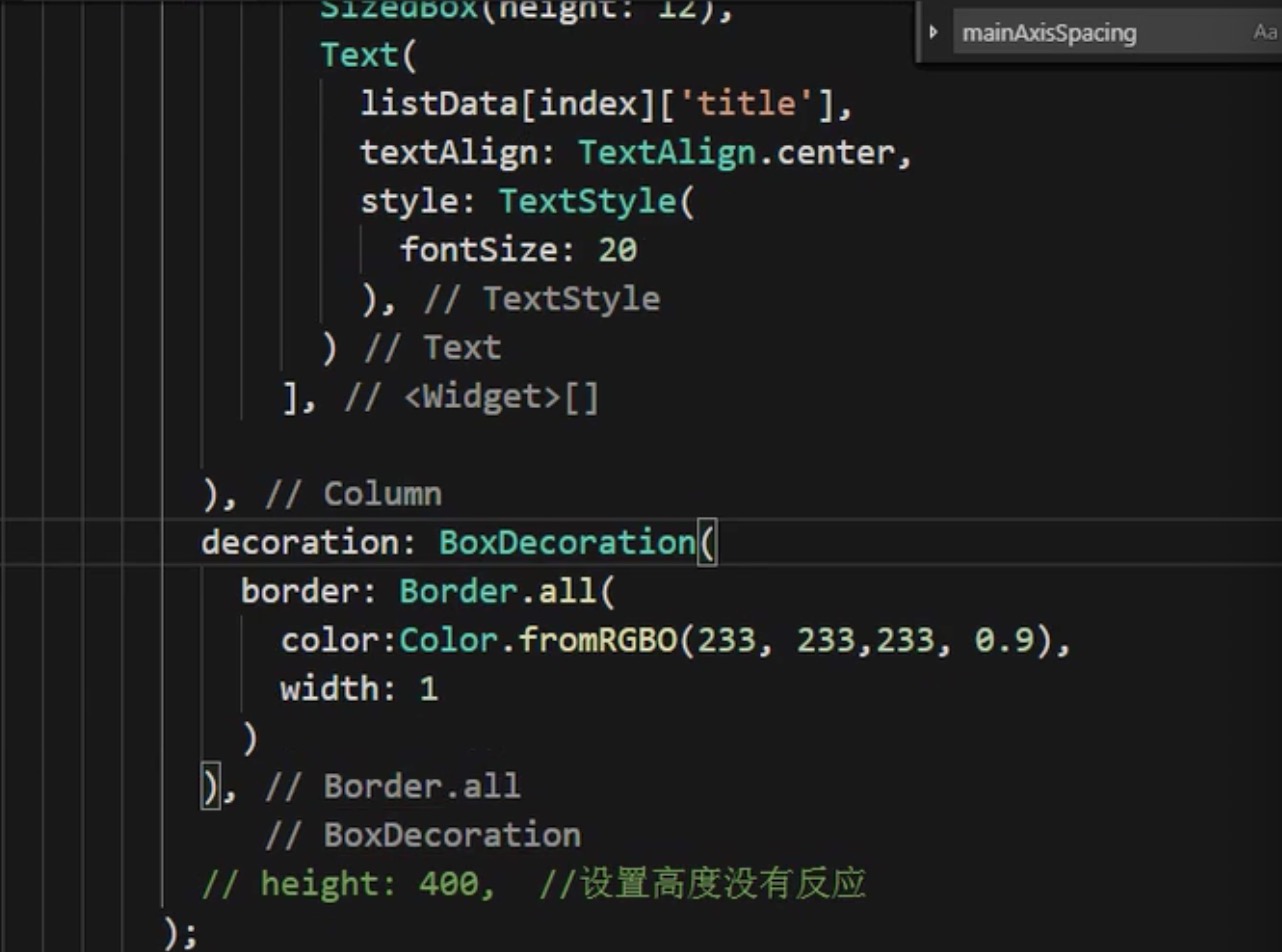 SizedBox(height: 12),
mainAxisSpacing Aa
Text(
listData[index]['title'],
textAlign: TextAlign.center,
style: TextStyle(
fontSize: 20
), // TextStyle
) // Text
], // <Widget>[]
), // Column
decoration: BoxDecoration(
border: Border.all(
color:Color.fromRGBO(233, 233,233, 0.9),
width: 1
)
), // Border.all
// BoxDecoration
// height: 400,  //设置高度没有反应
);